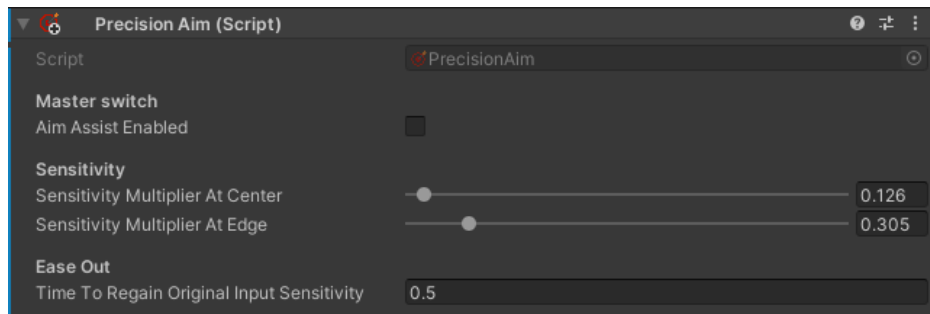 Precision Aim (Script)
Script PrecisionAim
Master switch
Aim Assist Enabled
Sensitivity
Sensitivity Multiplier At Center 0.126
Sensitivity Multiplier At Edge 0.305
Ease Out
Time To Regain Original Input Sensitivity 0.5